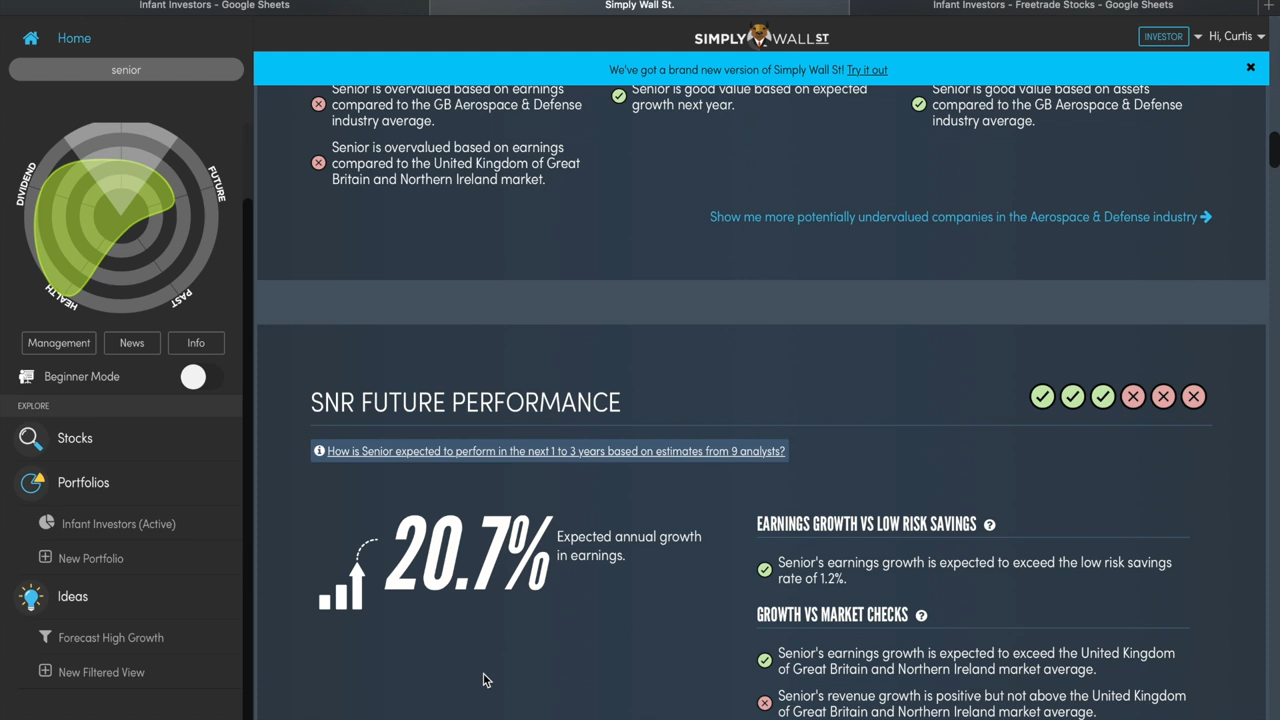 Infant Investors - Google Sheets
Simply Wall St.
Infant Investors - Freetrade Stocks - Google Sheets
Home
senior
SIMPLY WALL ST
INVESTOR
Hi, Curtis
We've got a brand new version of Simply Wall St! Try it out
DIVIDEND
FUTURE
HEALTH
PAST
Management
News
Info
Beginner Mode
EXPLORE
Stocks
Portfolios
Infant Investors (Active)
New Portfolio
Ideas
Forecast High Growth
New Filtered View
Senior is overvalued based on earnings
compared to the GB Aerospace & Defense
industry average.
Senior is overvalued based on earnings
compared to the United Kingdom of Great
Britain and Northern Ireland market.
Senior is good value based on expected
growth next year.
Senior is good value based on assets
compared to the GB Aerospace & Defense
industry average.
Show me more potentially undervalued companies in the Aerospace & Defense industry
SNR FUTURE PERFORMANCE
How is Senior expected to perform in the next 1 to 3 years based on estimates from 9 analysts?
20.7%
Expected annual growth
in earnings.
EARNINGS GROWTH VS LOW RISK SAVINGS
Senior's earnings growth is expected to exceed the low risk savings
rate of 1.2%.
GROWTH VS MARKET CHECKS
Senior's earnings growth is expected to exceed the United Kingdom
of Great Britain and Northern Ireland market average.
Senior's revenue growth is positive but not above the United Kingdom
of Great Britain and Northern Ireland market average.